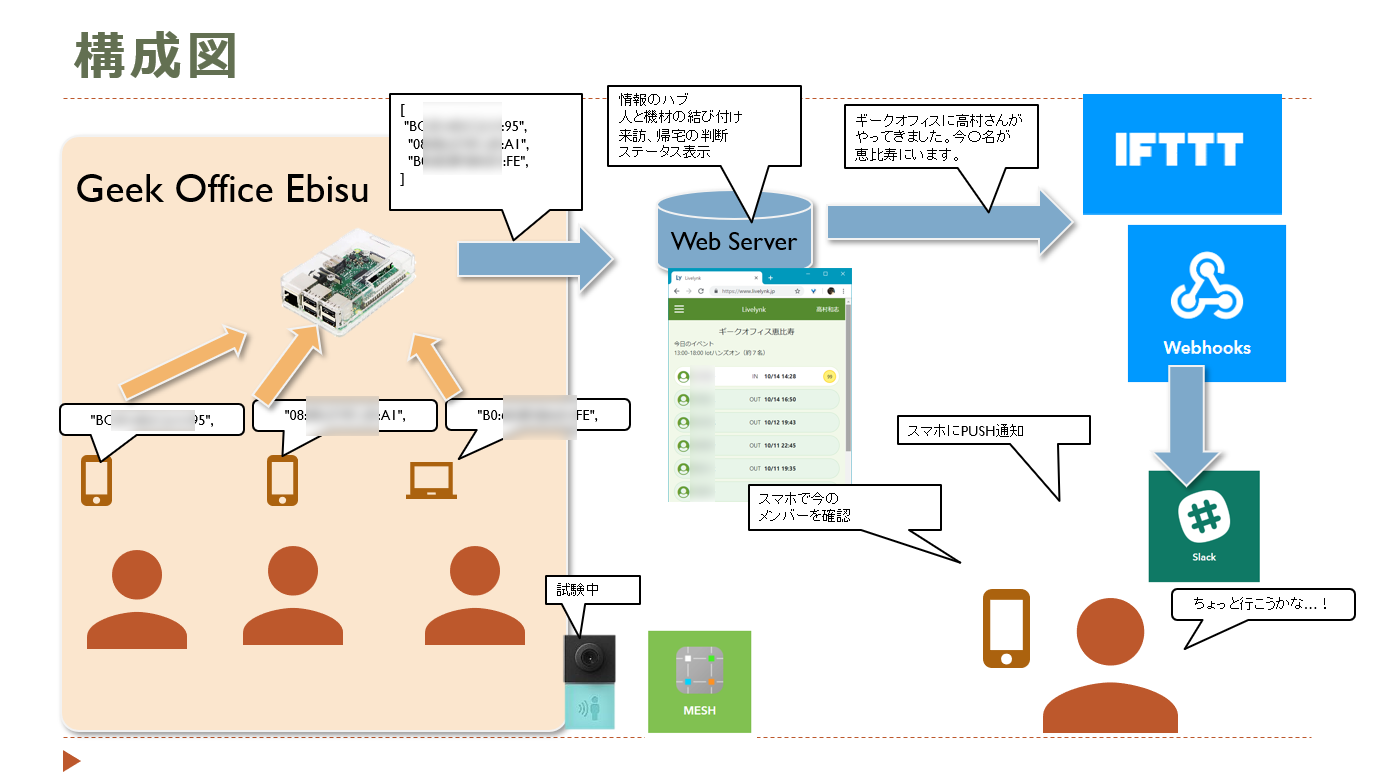 構成図
[
"BC :95",
"08 :A1",
"B0 :FE",
]
情報のハブ
人と機材の結び付け
来訪、帰宅の判断
ステータス表示
ギークオフィスに高村さんが
やってきました。今〇名が
恵比寿にいます。
IFTTT
Geek Office Ebisu
Web Server
Livelynk
https://www.livelynk.jp
Livelynk
高村和志
ギークオフィス恵比寿
今日のイベント
13:00-18:00 IoTハンズオン（約7名）
IN 10/14 14:28
OUT 10/14 16:50
OUT 10/12 19:43
OUT 10/11 22:45
OUT 10/11 19:35
Webhooks
"BC 95",
"08: :A1",
"B0: FE",
スマホにPUSH通知
スマホで今の
メンバーを確認
Slack
試験中
ちょっと行こうかな…！
MESH